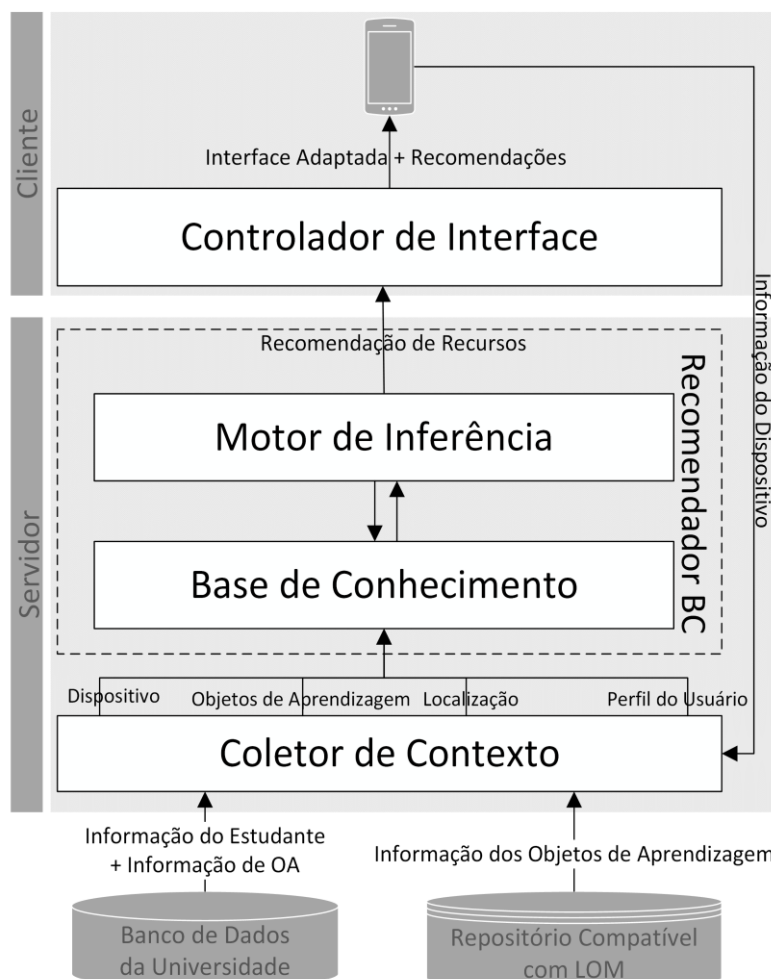 Cliente
Interface Adaptada + Recomendações
Controlador de Interface
Informação do Dispositivo
Servidor
Recomendação de Recursos
Motor de Inferência
Base de Conhecimento
Recomendador BC
Dispositivo
Objetos de Aprendizagem
Localização
Perfil do Usuário
Coletor de Contexto
Informação do Estudante
+ Informação de OA
Informação dos Objetos de Aprendizagem
Banco de Dados
da Universidade
Repositório Compatível
com LOM